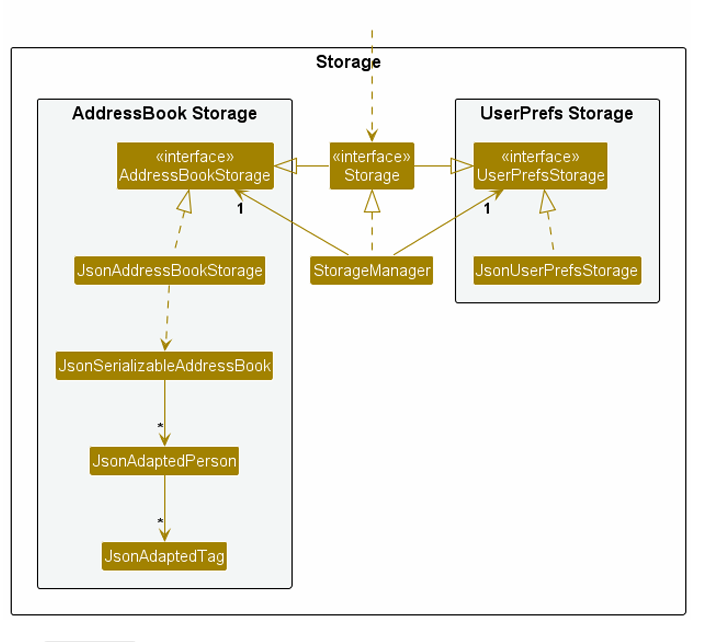 Storage
AddressBook Storage
UserPrefs Storage
«interface»
AddressBookStorage
«interface»
Storage
«interface»
UserPrefsStorage
1
1
JsonAddressBookStorage
StorageManager
JsonUserPrefsStorage
JsonSerializableAddressBook
*
JsonAdaptedPerson
*
JsonAdaptedTag